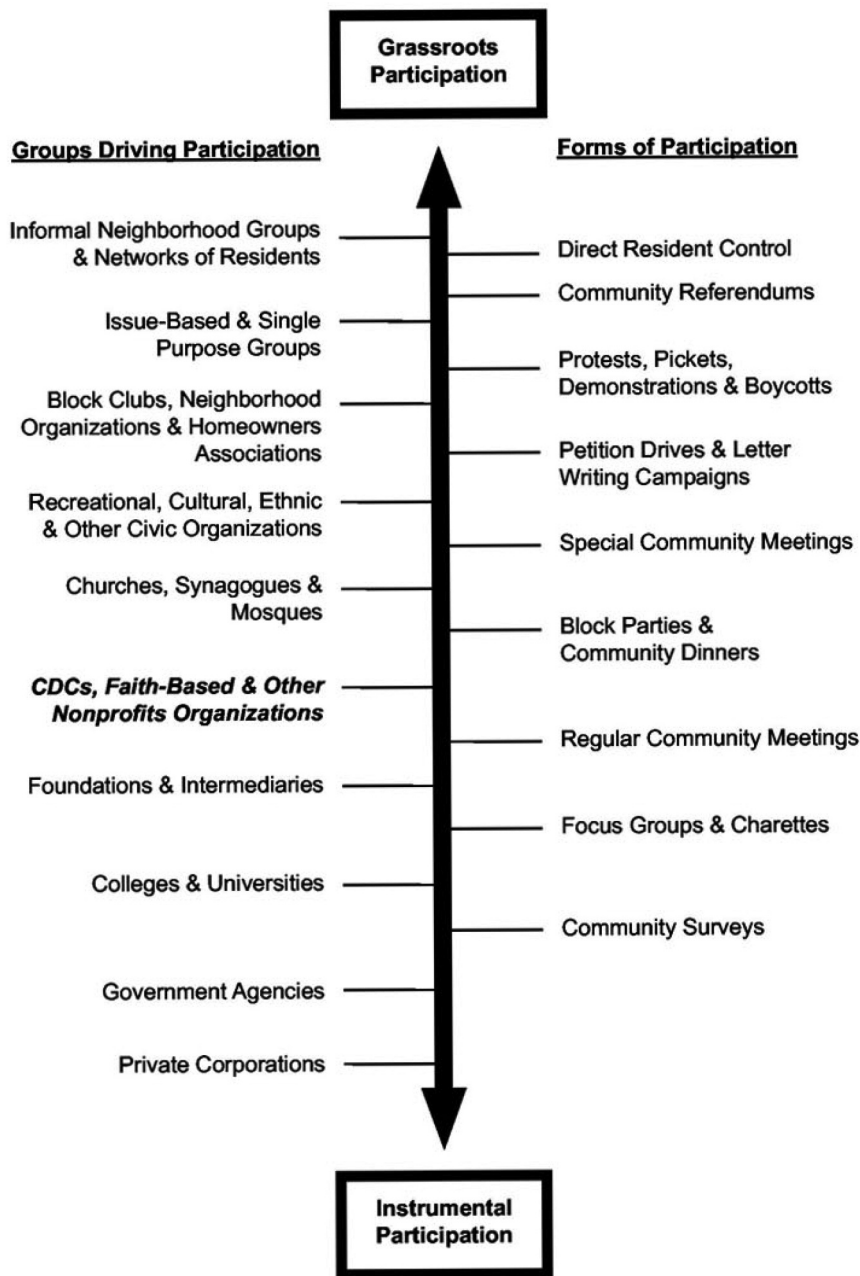 Grassroots
Participation
Groups Driving Participation
Informal Neighborhood Groups
& Networks of Residents
Issue-Based & Single
Purpose Groups
Block Clubs, Neighborhood
Organizations & Homeowners
Associations
Recreational, Cultural, Ethnic
& Other Civic Organizations
Churches, Synagogues &
Mosques
CDCs, Faith-Based & Other
Nonprofits Organizations
Foundations & Intermediaries
Colleges & Universities
Government Agencies
Private Corporations
Forms of Participation
Direct Resident Control
Community Referendums
Protests, Pickets,
Demonstrations & Boycotts
Petition Drives & Letter
Writing Campaigns
Special Community Meetings
Block Parties &
Community Dinners
Regular Community Meetings
Focus Groups & Charettes
Community Surveys
Instrumental
Participation